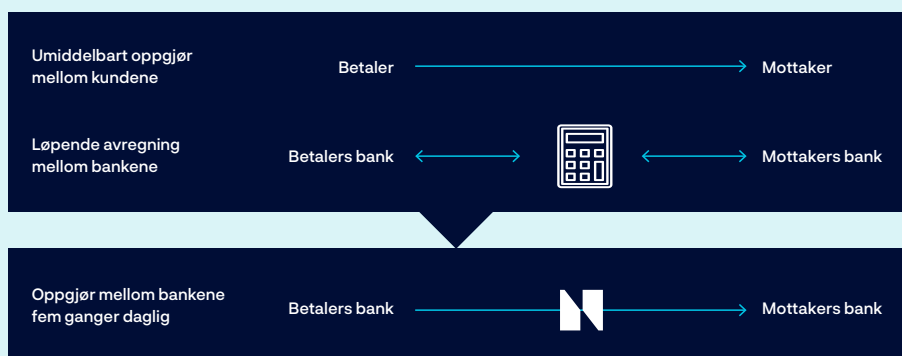 Umiddelbart oppgjør
mellom kundene
Betaler
Mottaker
Løpende avregning
mellom bankene
Betalers bank
Mottakers bank
Oppgjør mellom bankene
fem ganger daglig
Betalers bank
Mottakers bank